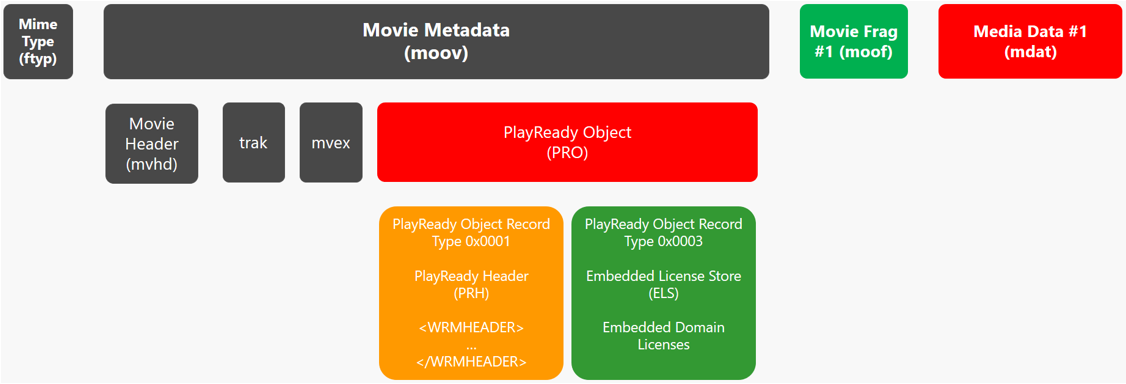 Mime
Type
(ftyp)
Movie Metadata
(moov)
Movie Frag
#1 (moof)
Media Data #1
(mdat)
Movie
Header
(mvhd)
trak
mvex
PlayReady Object
(PRO)
PlayReady Object Record
Type 0x0001
PlayReady Header
(PRH)
<WRMHEADER>
...
</WRMHEADER>
PlayReady Object Record
Type 0x0003
Embedded License Store
(ELS)
Embedded Domain
Licenses